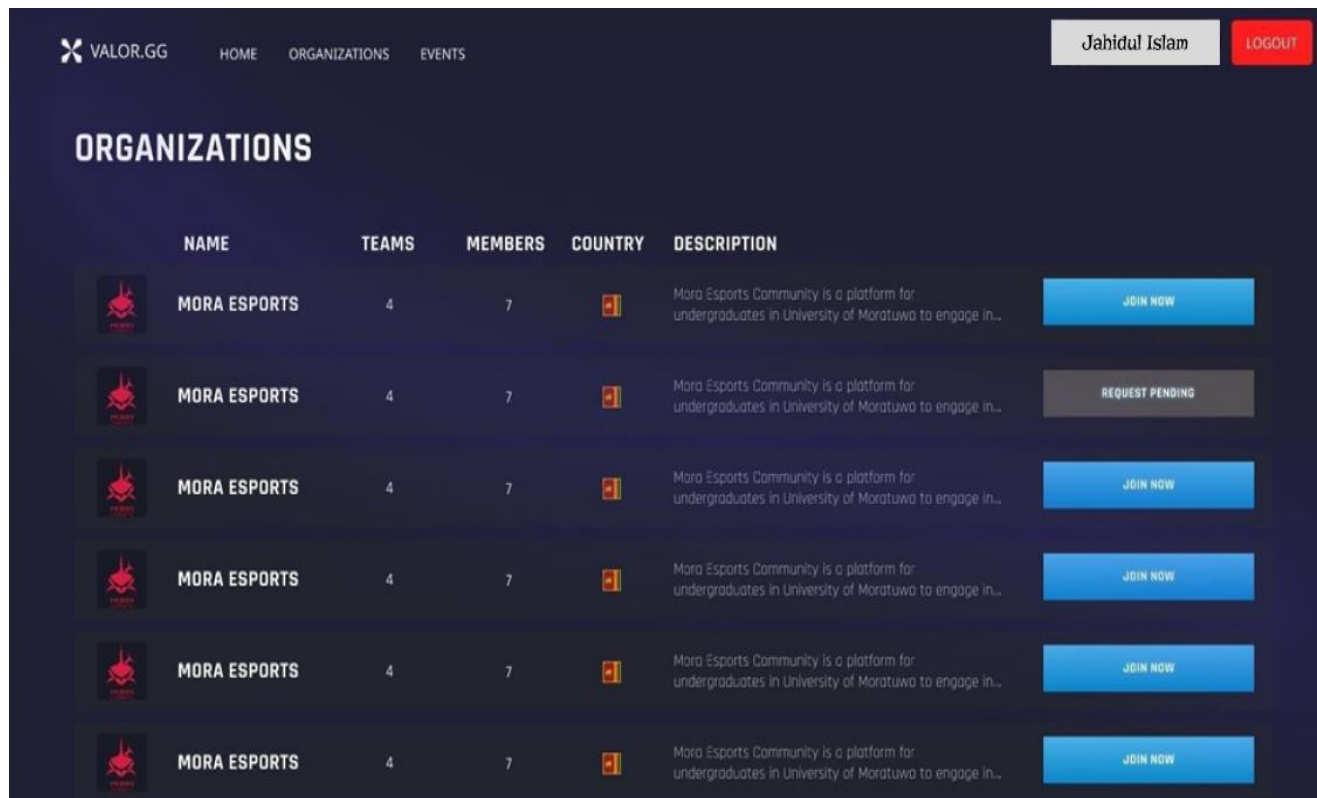 VALOR.GG HOME ORGANIZATIONS EVENTS Jahidul Islam LOGOUT
ORGANIZATIONS
NAME TEAMS MEMBERS COUNTRY DESCRIPTION
MORA ESPORTS 4 7 Mora Esports Community is a platform for
undergraduates in University of Moratuwa to engage in... JOIN NOW
MORA ESPORTS 4 7 Mora Esports Community is a platform for
undergraduates in University of Moratuwa to engage in... REQUEST PENDING
MORA ESPORTS 4 7 Mora Esports Community is a platform for
undergraduates in University of Moratuwa to engage in... JOIN NOW
MORA ESPORTS 4 7 Mora Esports Community is a platform for
undergraduates in University of Moratuwa to engage in... JOIN NOW
MORA ESPORTS 4 7 Mora Esports Community is a platform for
undergraduates in University of Moratuwa to engage in... JOIN NOW
MORA ESPORTS 4 7 Mora Esports Community is a platform for
undergraduates in University of Moratuwa to engage in... JOIN NOW